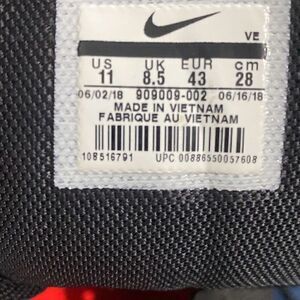 VE
US UK EUR cm
11 8.5 43 28
06/02/18 909009-002 06/16/18
MADE IN VIETNAM
FABRIQUE AU VIETNAM
108516791 UPC 00886550057608